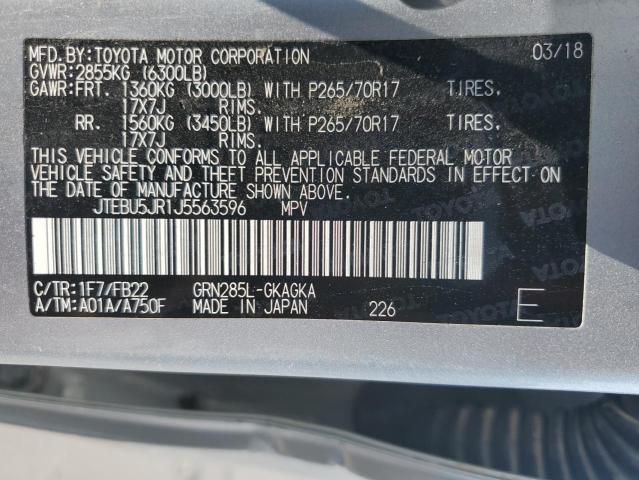 MFD.BY:TOYOTA MOTOR CORPORATION 03/18
GVWR:2855KG (6300LB)
GAWR:FRT. 1360KG (3000LB) WITH P265/70R17 TIRES.
17X7J RIMS.
RR. 1560KG (3450LB) WITH P265/70R17 TIRES.
17X7J RIMS.
THIS VEHICLE CONFORMS TO ALL APPLICABLE FEDERAL MOTOR
VEHICLE SAFETY, BUMPER, AND THEFT PREVENTION STANDARDS IN EFFECT ON
THE DATE OF MANUFACTURE SHOWN ABOVE.
JTEBU5JR1J5563596 MPV
C/TR:1F7/FB22 GRN285L-GKAGKA
A/TM:A01A/A750F MADE IN JAPAN 226 E